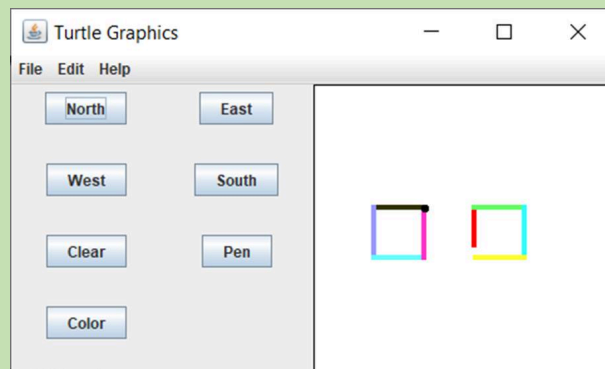 Turtle Graphics
File Edit Help
North East
West South
Clear Pen
Color